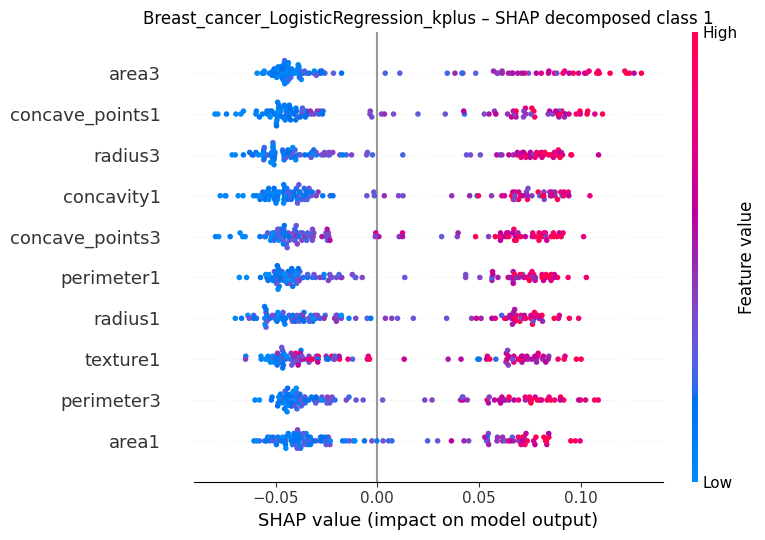 Breast_cancer_LogisticRegression_kplus – SHAP decomposed class 1
High
area3
concave_points1
radius3
concavity1
concave_points3
perimeter1
radius1
texture1
perimeter3
area1
Feature value
Low
−0.05 0.00 0.05 0.10
SHAP value (impact on model output)